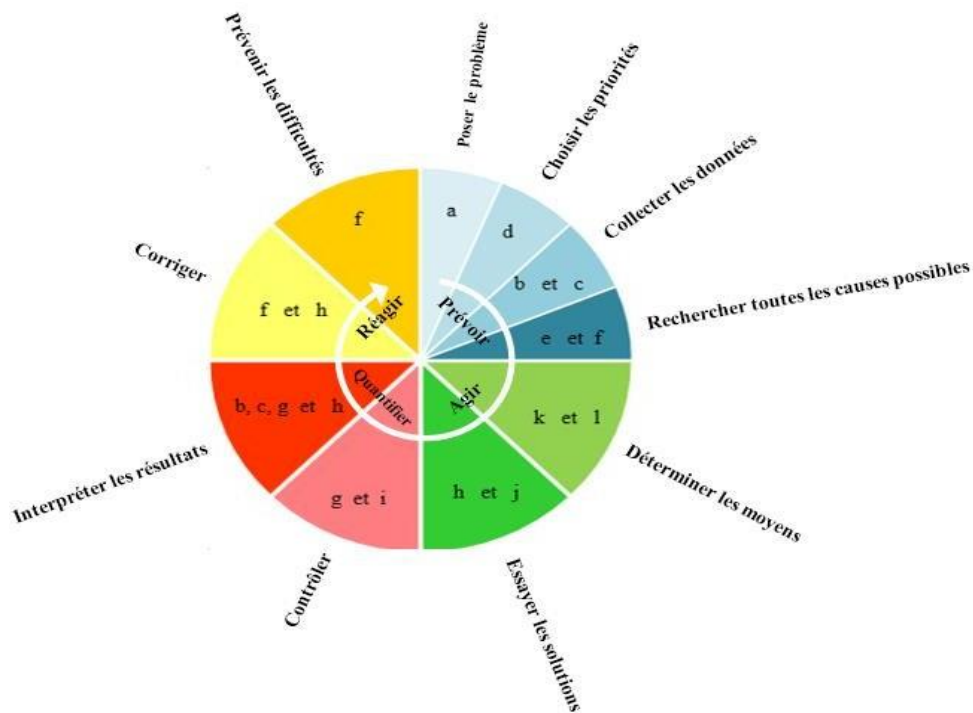 Prévenir les difficultés
Poser le problème
Choisir les priorités
Collecter les données
Rechercher toutes les causes possibles
Déterminer les moyens
Essayer les solutions
Contrôler
Interpréter les résultats
Corriger
f
a
d
b et c
e et f
k et l
h et j
g et i
b, c, g et h
f et h
Réagir
Prévoir
Agir
Quantifier